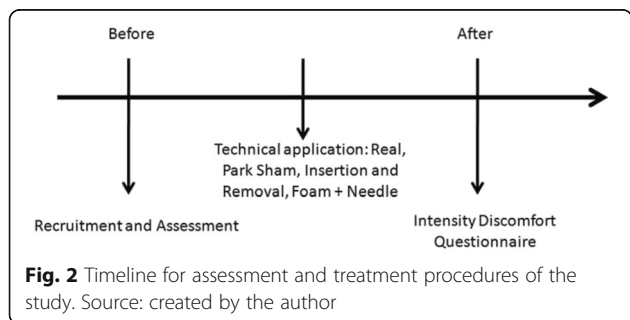 Before
After
Technical application: Real,
Park Sham, Insertion and
Removal, Foam + Needle
Recruitment and Assessment
Intensity Discomfort
Questionnaire
Fig. 2 Timeline for assessment and treatment procedures of the
study. Source: created by the author